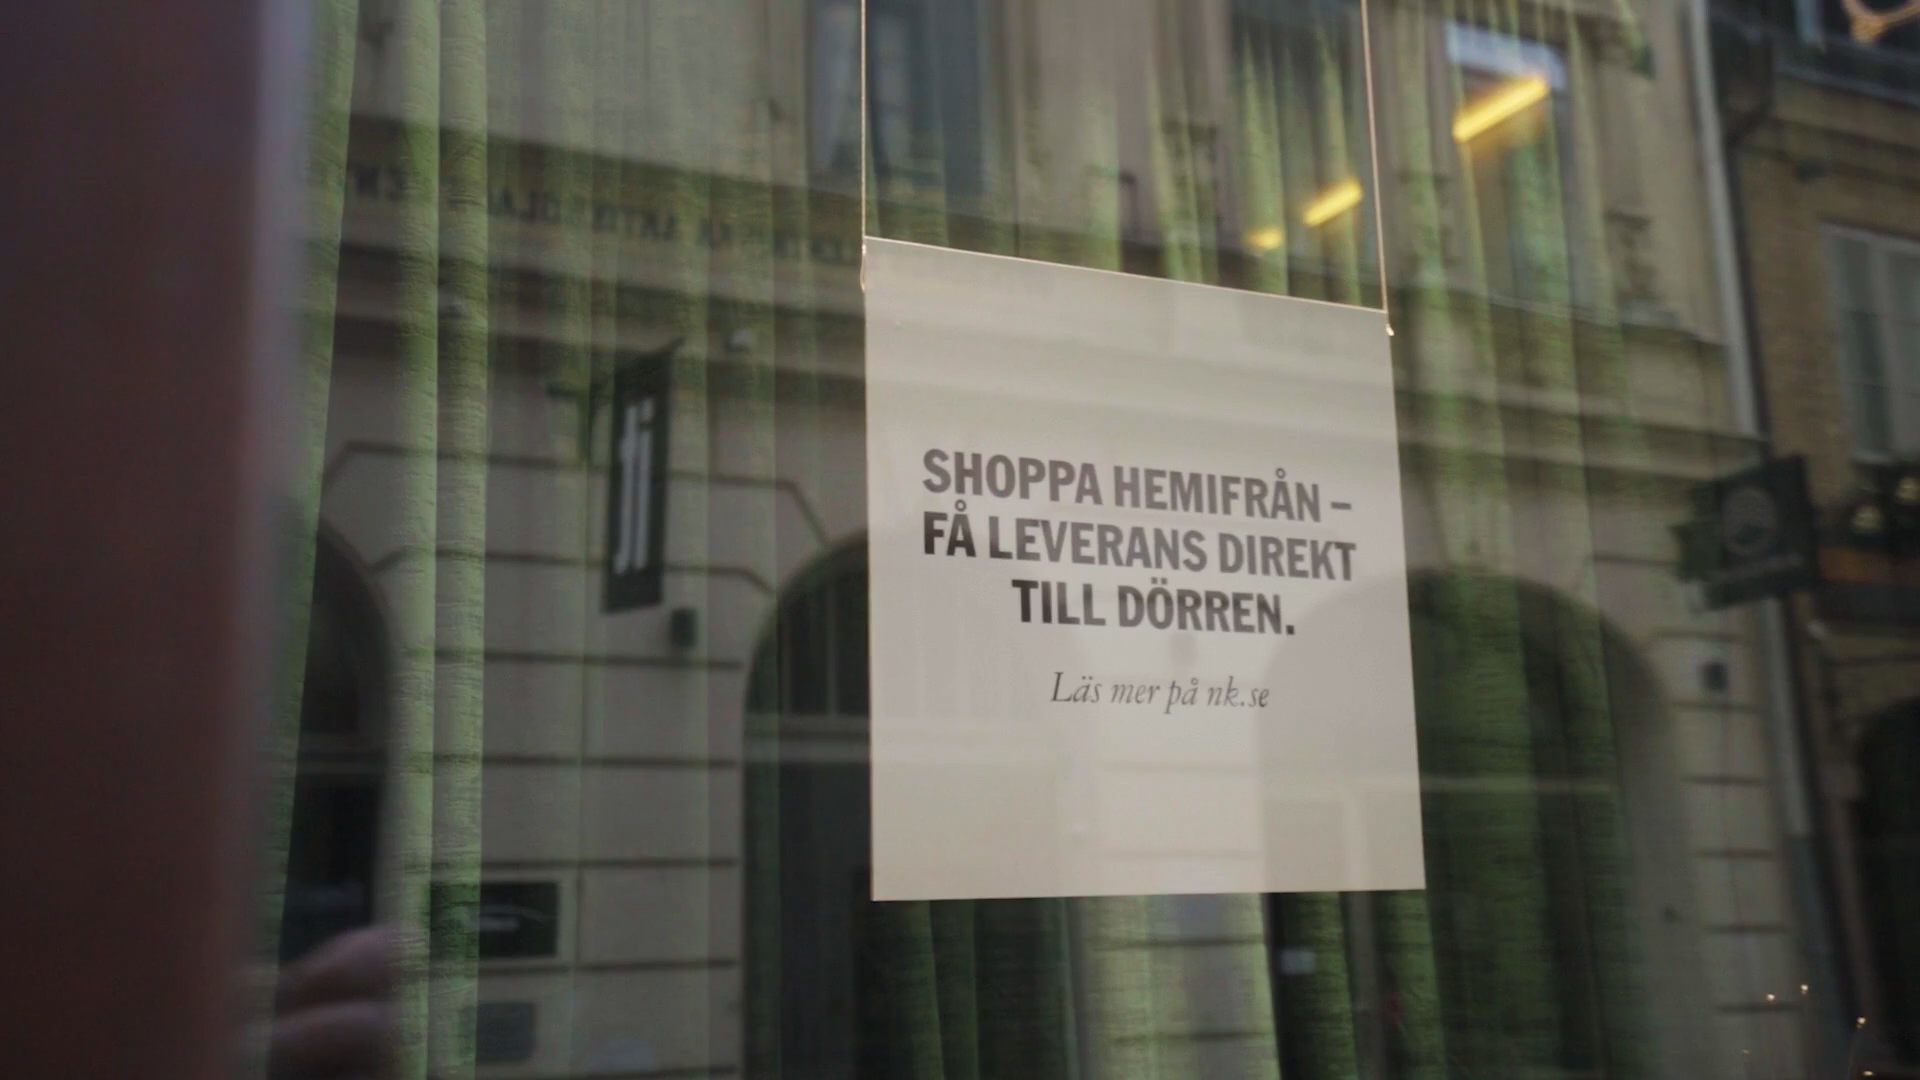 SHOPPA HEMIFRÅN –
FÅ LEVERANS DIREKT
TILL DÖRREN.
Läs mer på nk.se